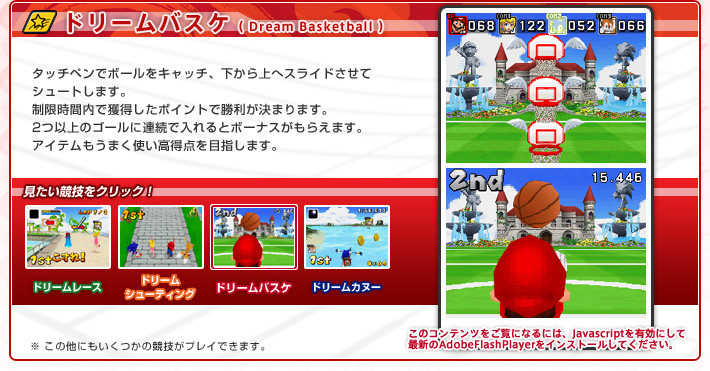 ドリームバスケ ( Dream Basketball )
タッチペンでボールをキャッチ、下から上へスライドさせて
シュートします。
制限時間内で獲得したポイントで勝利が決まります。
2つ以上のゴールに連続で入れるとボーナスがもらえます。
アイテムもうまく使い高得点を目指します。
068 122 052 066
2nd 15.446
見たい競技をクリック！
1st こすれ!
1st
2nd
1st
ドリームレース
ドリーム
シューティング
ドリームバスケ
ドリームカヌー
※ この他にもいくつかの競技がプレイできます。
このコンテンツをご覧になるには、Javascriptを有効にして
最新のAdobeFlashPlayerをインストールしてください。